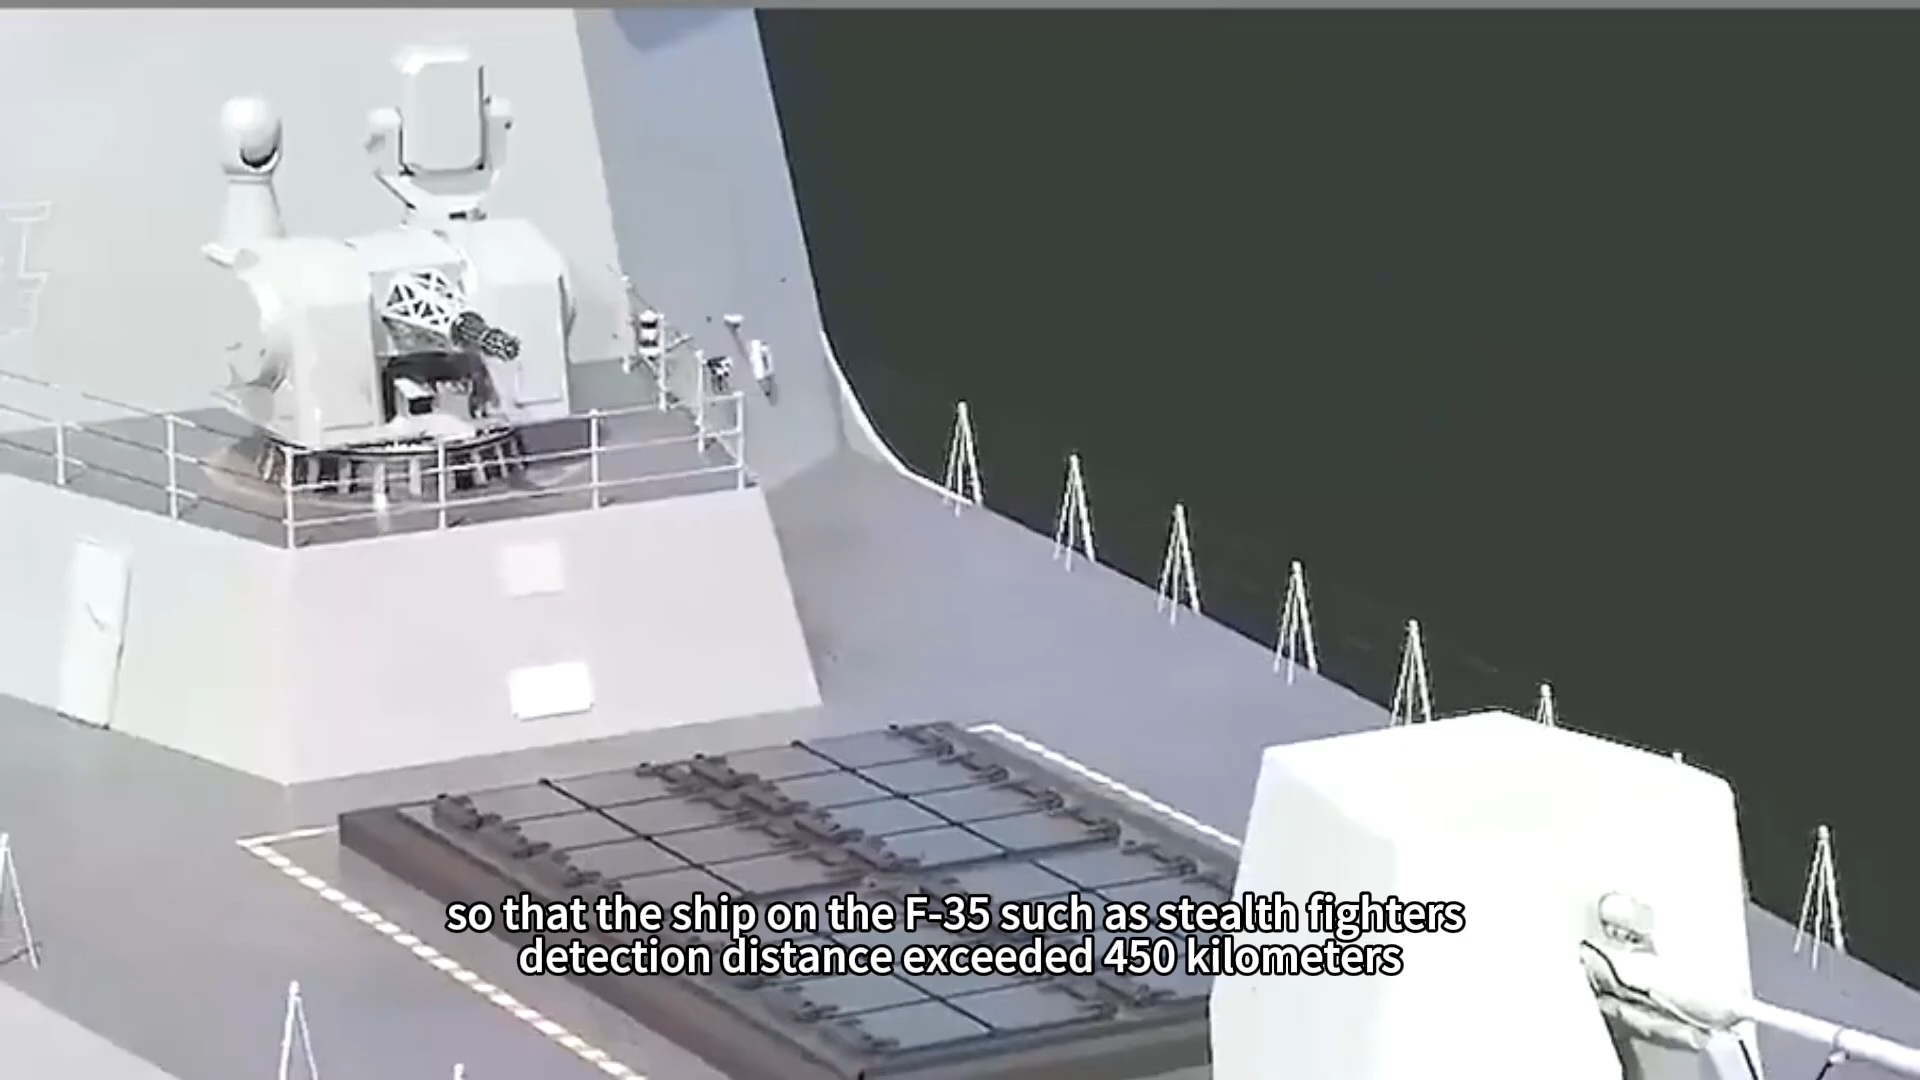 so that the ship on the F-35 such as stealth fighters
detection distance exceeded 450 kilometers